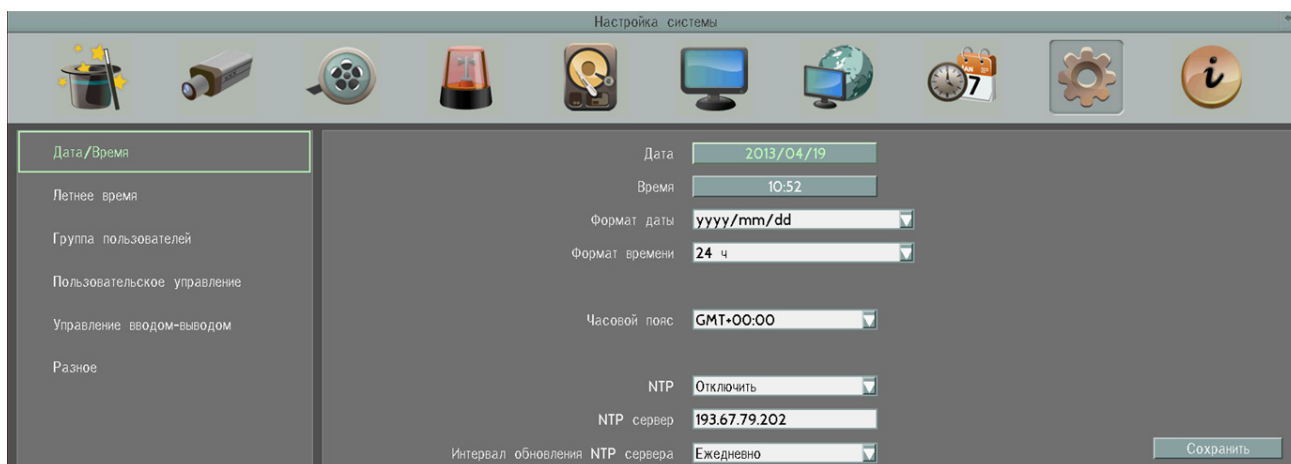 Настройка системы
JAN
7
i
Дата/Время
Летнее время
Группа пользователей
Пользовательское управление
Управление вводом-выводом
Разное
Дата 2013/04/19
Время 10:52
Формат даты yyyy/mm/dd
Формат времени 24 ч
Часовой пояс GMT+00:00
NTP Отключить
NTP сервер 193.67.79.202
Интервал обновления NTP сервера Ежедневно
Сохранить